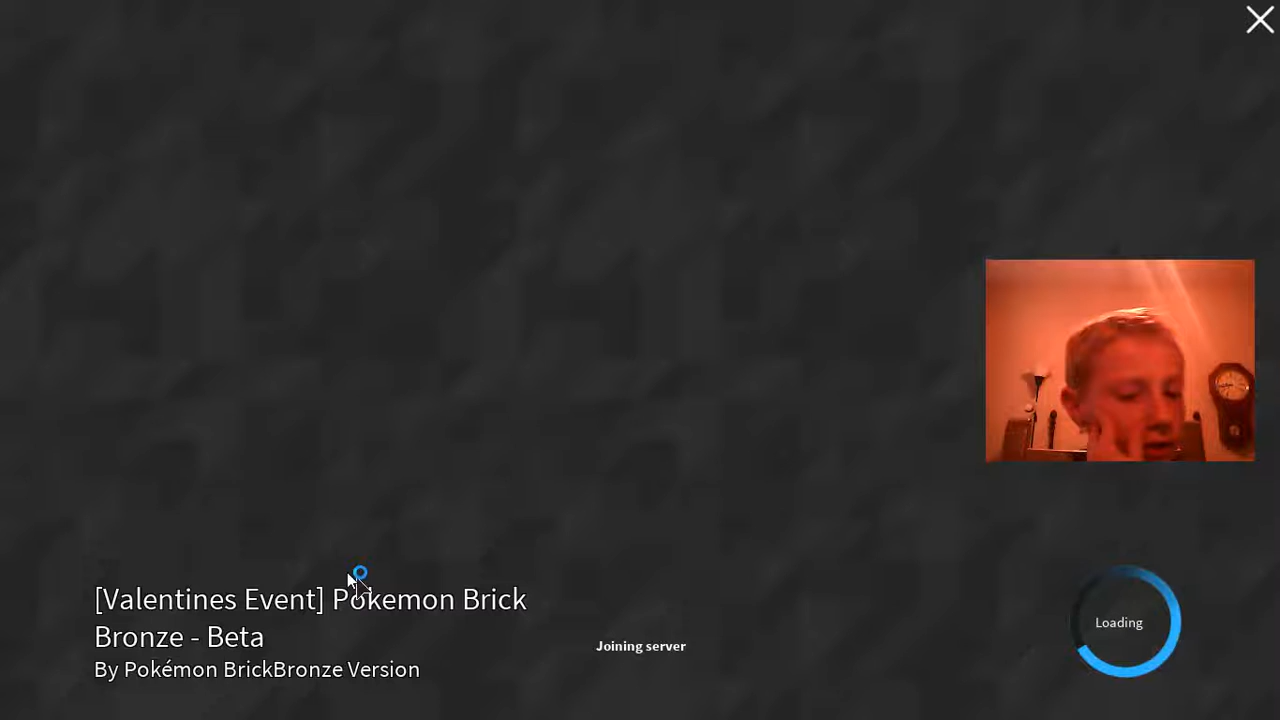 [Valentines Event] Pokemon Brick
Bronze - Beta
By Pokémon BrickBronze Version
Joining server
Loading